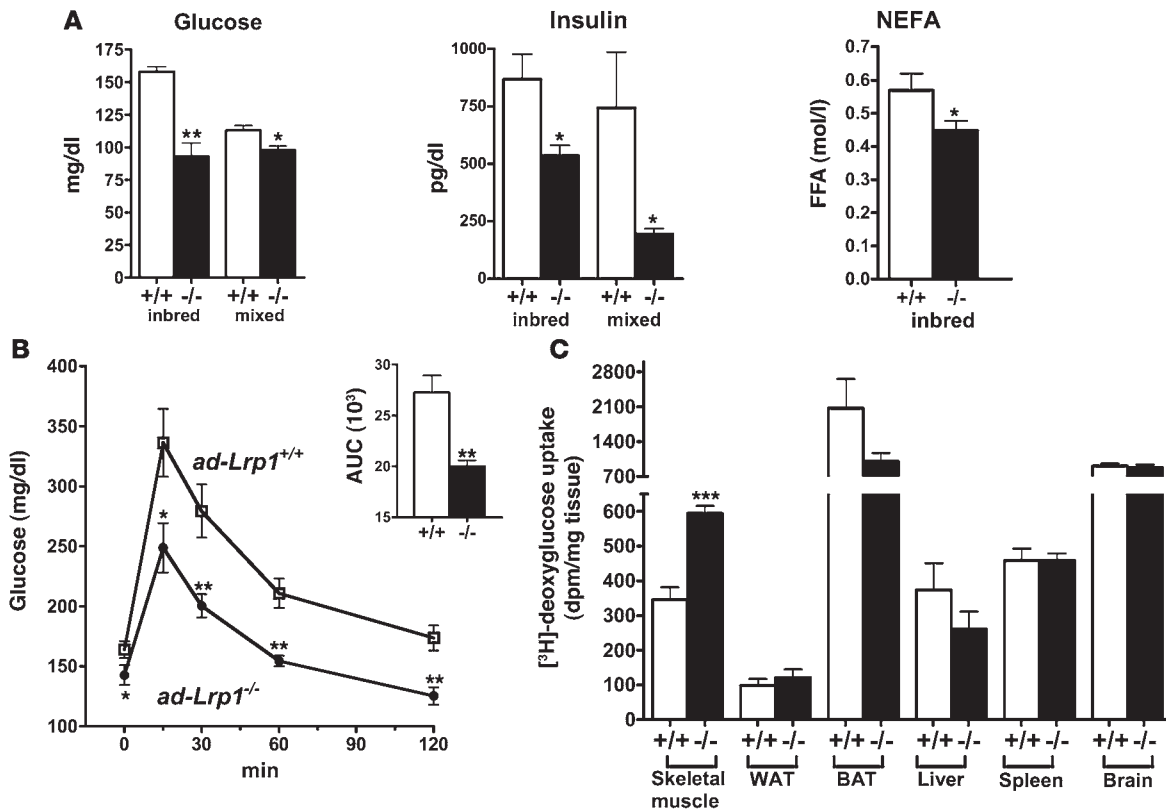 A
Glucose
Insulin
NEFA
mg/dl
175
150
125
100
75
50
25
0
**
*
+/+ -/- +/+ -/-
inbred mixed
pg/dl
1000
750
500
250
0
*
*
+/+ -/- +/+ -/-
inbred mixed
FFA (mol/l)
0.7
0.6
0.5
0.4
0.3
0.2
0.1
0.0
*
+/+ -/-
inbred
B
Glucose (mg/dl)
400
350
300
250
200
150
100
ad-Lrp1+/+
*
**
**
**
*
ad-Lrp1-/-
0 30 60 90 120
min
AUC (10³)
30
25
20
15
**
+/+ -/-
C
[³H]-deoxyglucose uptake
(dpm/mg tissue)
2800
2100
1400
700
600
500
400
300
200
100
0
***
+/+ -/- +/+ -/- +/+ -/- +/+ -/- +/+ -/- +/+ -/-
Skeletal muscle WAT BAT Liver Spleen Brain